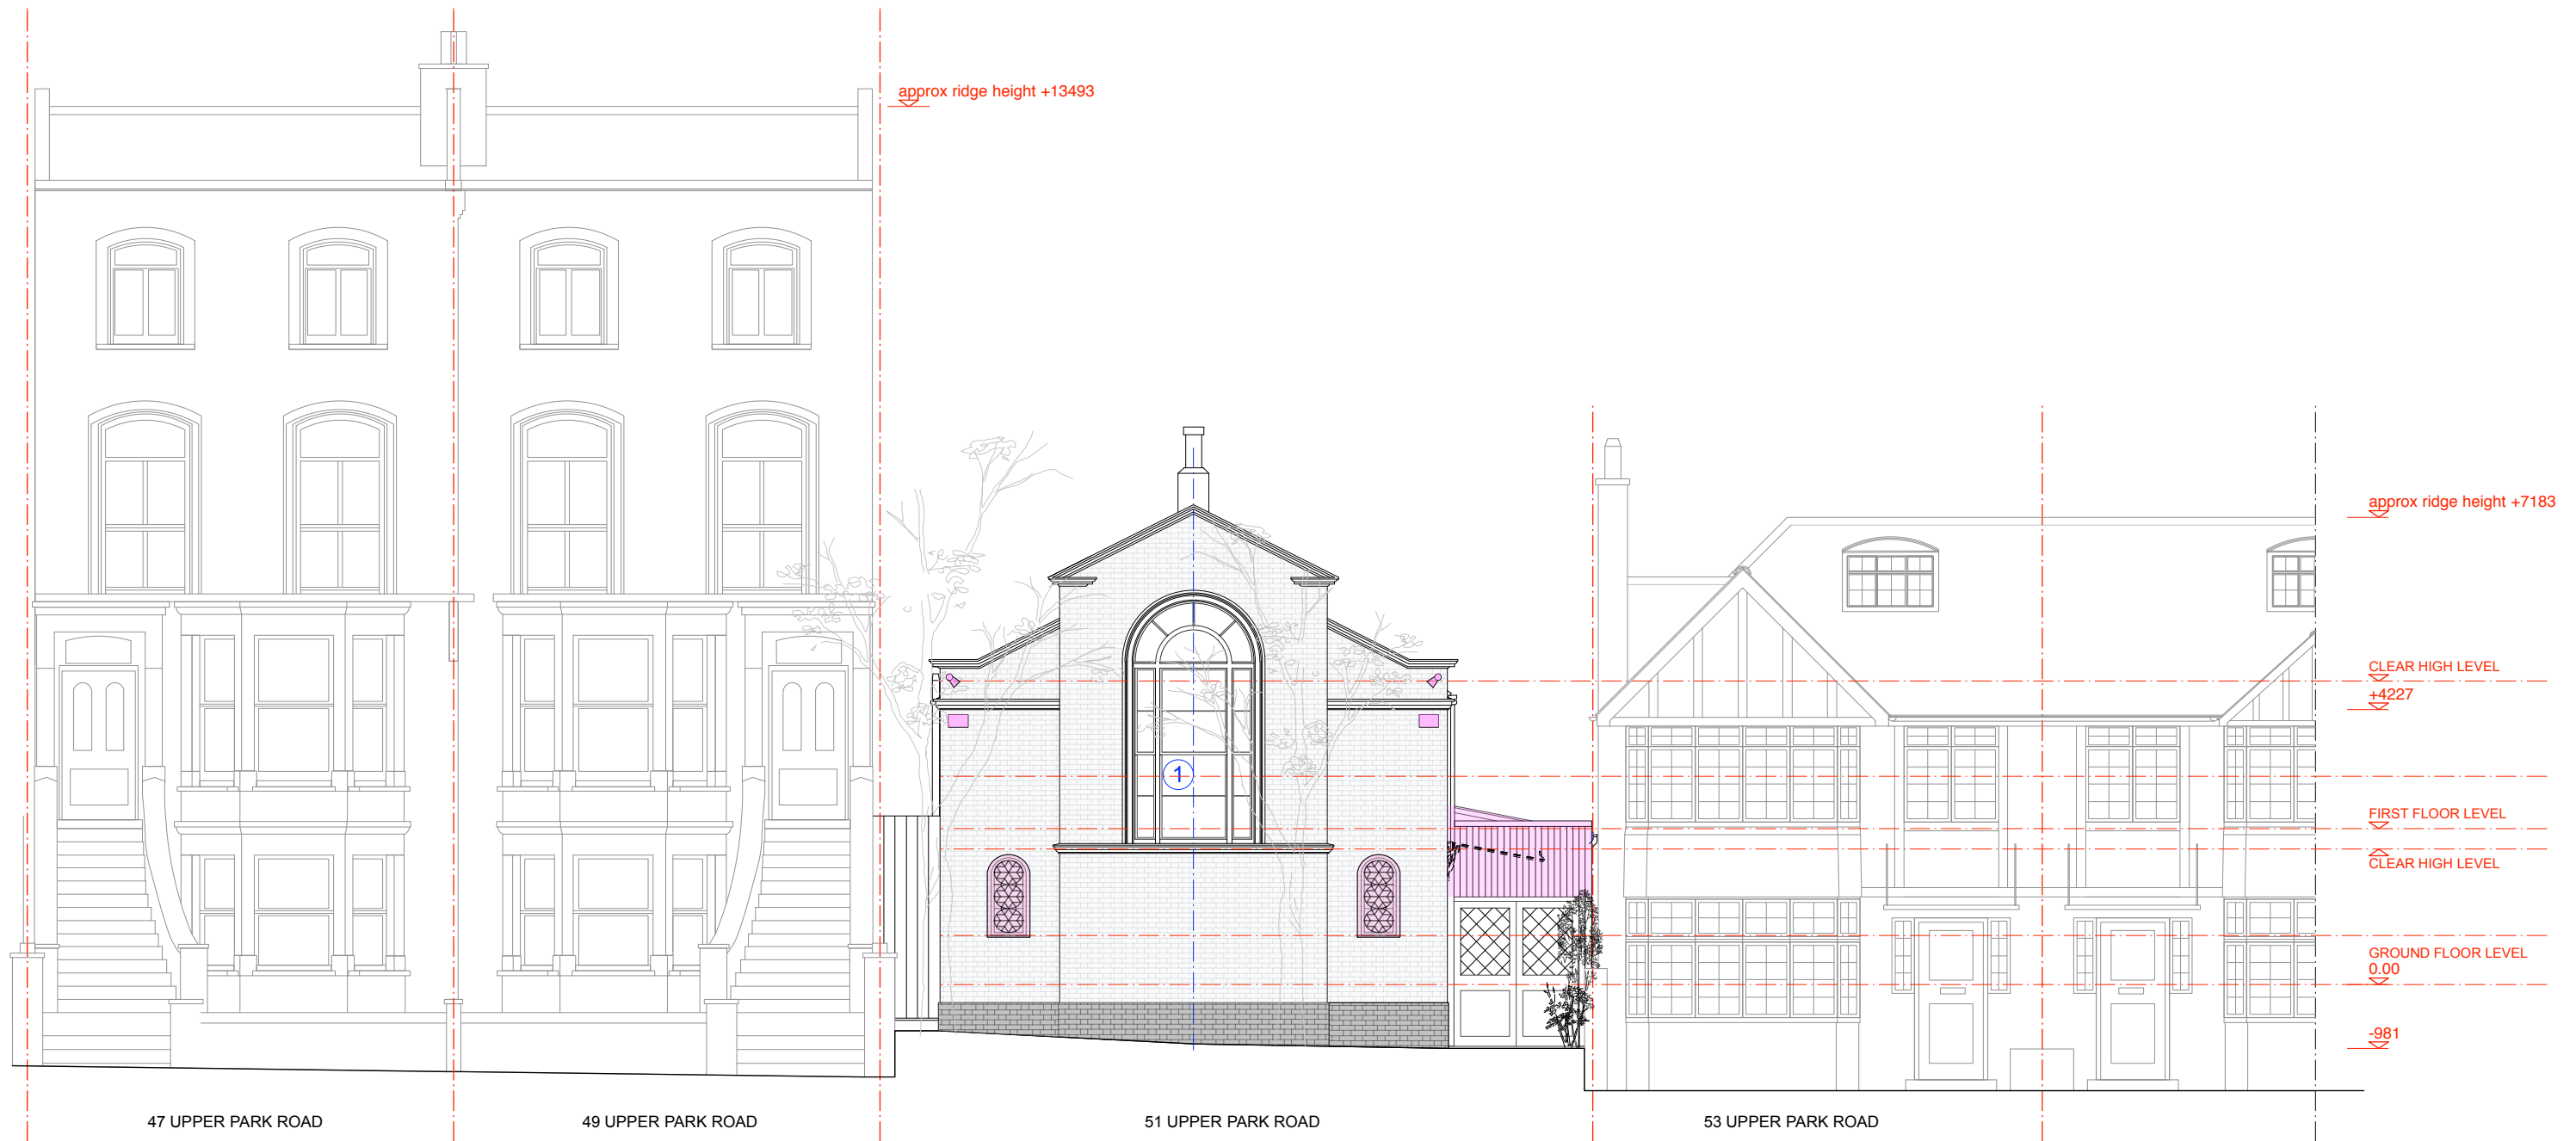 approx ridge height +13493
approx ridge height +7183
CLEAR HIGH LEVEL
+4227
1
FIRST FLOOR LEVEL
CLEAR HIGH LEVEL
GROUND FLOOR LEVEL
0.00
-981
47 UPPER PARK ROAD
49 UPPER PARK ROAD
51 UPPER PARK ROAD
53 UPPER PARK ROAD